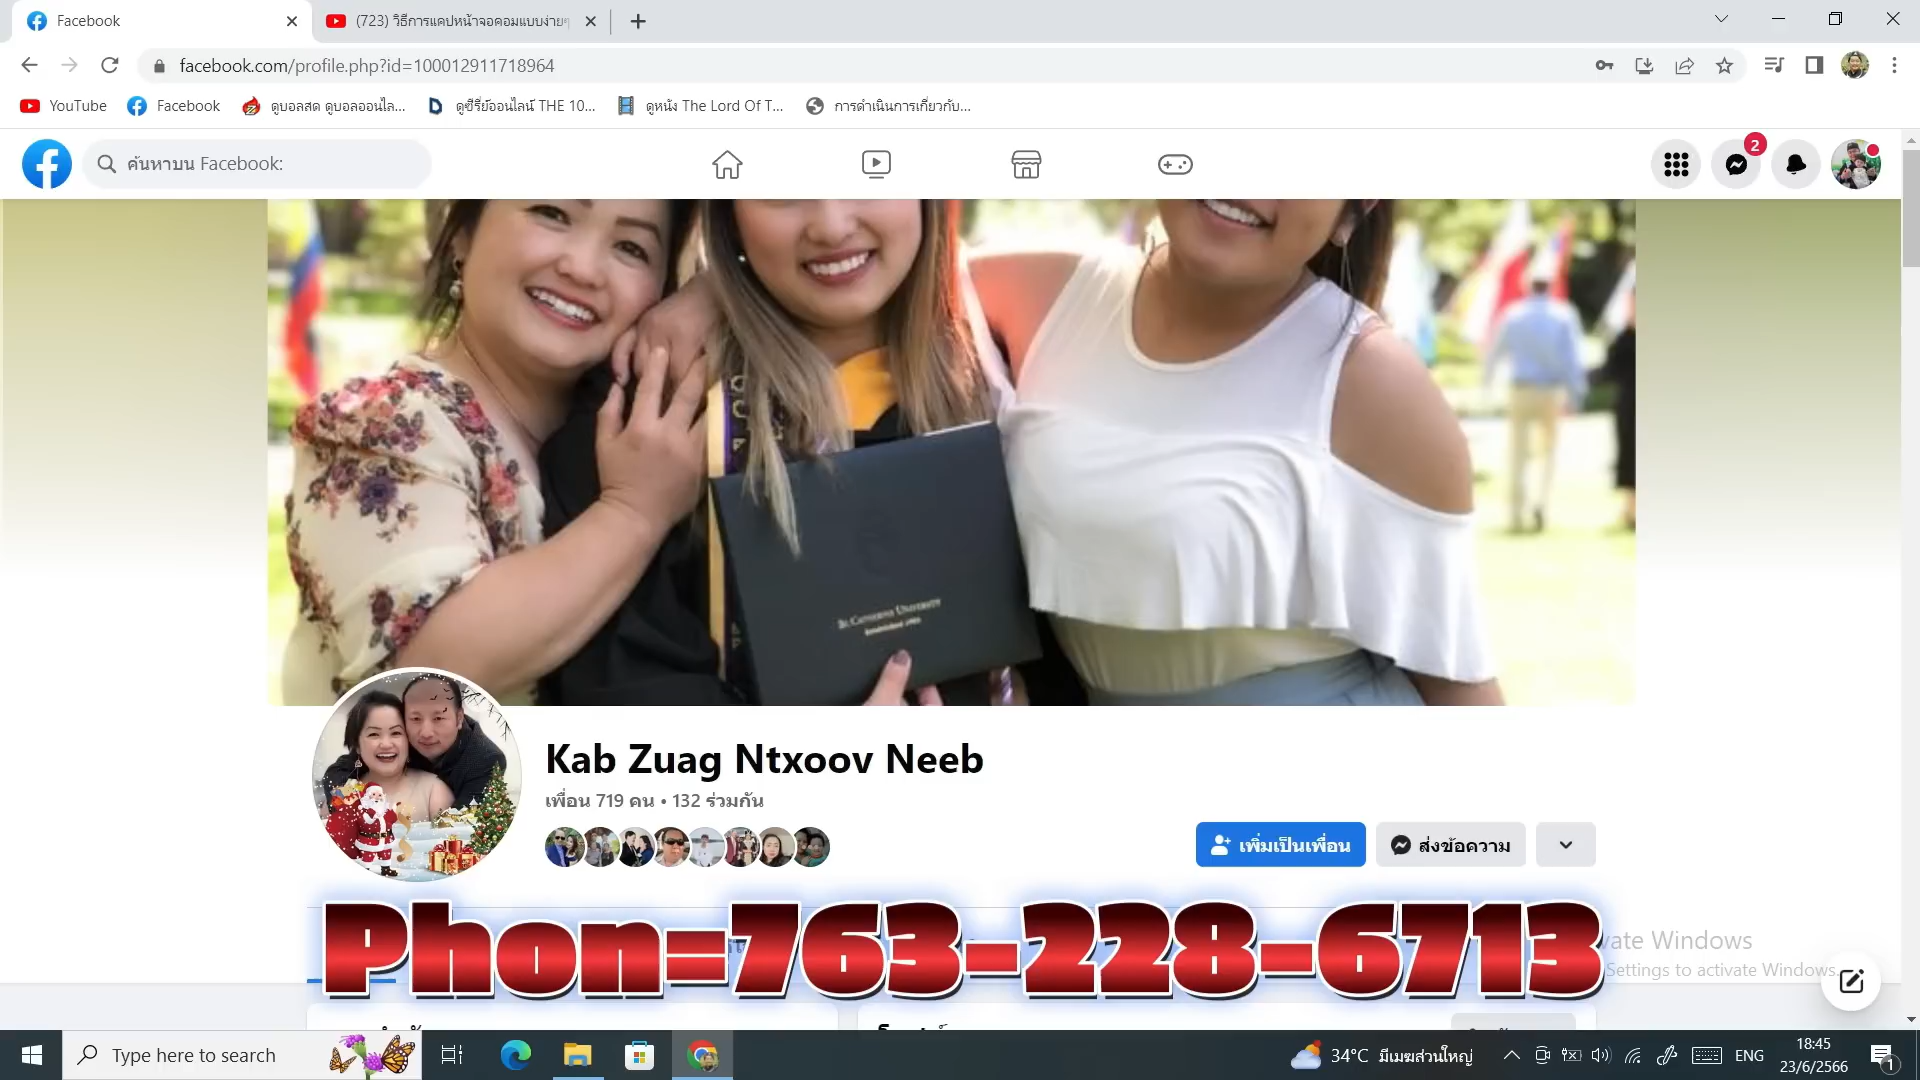 Facebook
(723) วิธีการแคปหน้าจอคอมแบบง่ายๆ
facebook.com/profile.php?id=100012911718964
YouTube
Facebook
ดูบอลสด ดูบอลออนไล...
ดูซีรี่ย์ออนไลน์ THE 10...
ดูหนัง The Lord Of T...
การดำเนินการเกี่ยวกับ...
ค้นหาบน Facebook:
2
St. Catherine University
Kab Zuag Ntxoov Neeb
เพื่อน 719 คน • 132 ร่วมกัน
เพิ่มเป็นเพื่อน
ส่งข้อความ
Phon=763-228-6713
vate Windows
Settings to activate Windows.
Type here to search
34°C มีเมฆส่วนใหญ่
ENG
18:45
23/6/2566
1